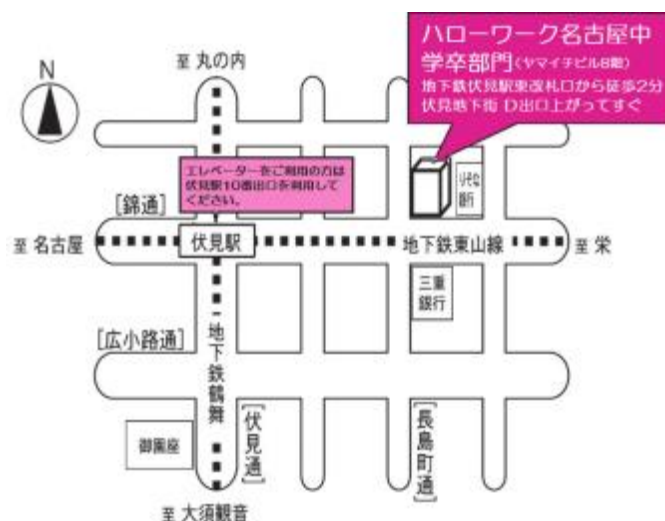 ハローワーク名古屋中
学卒部門(ヤマイチビル8階)
地下鉄伏見駅東改札口から徒歩2分
伏見地下街 D出口上がってすぐ
至 丸の内
N
エレベーターをご利用の方は
伏見駅10番出口を利用して
ください。
りそな
銀行
[錦通]
至 名古屋
伏見駅
地下鉄東山線
至 栄
三重
銀行
[広小路通]
地下鉄鶴舞
御園座
[伏見通]
[長島町通]
至 大須観音